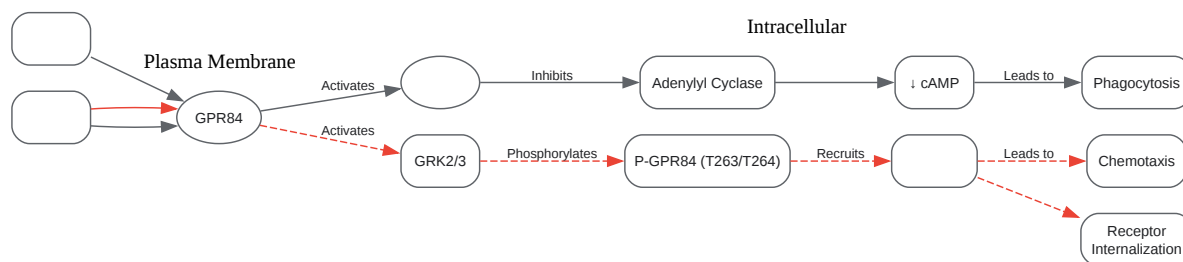 Intracellular
Plasma Membrane
Activates
Inhibits
Adenylyl Cyclase
↓ cAMP
Leads to
Phagocytosis
GPR84
Activates
GRK2/3
Phosphorylates
P-GPR84 (T263/T264)
Recruits
Leads to
Chemotaxis
Receptor
Internalization